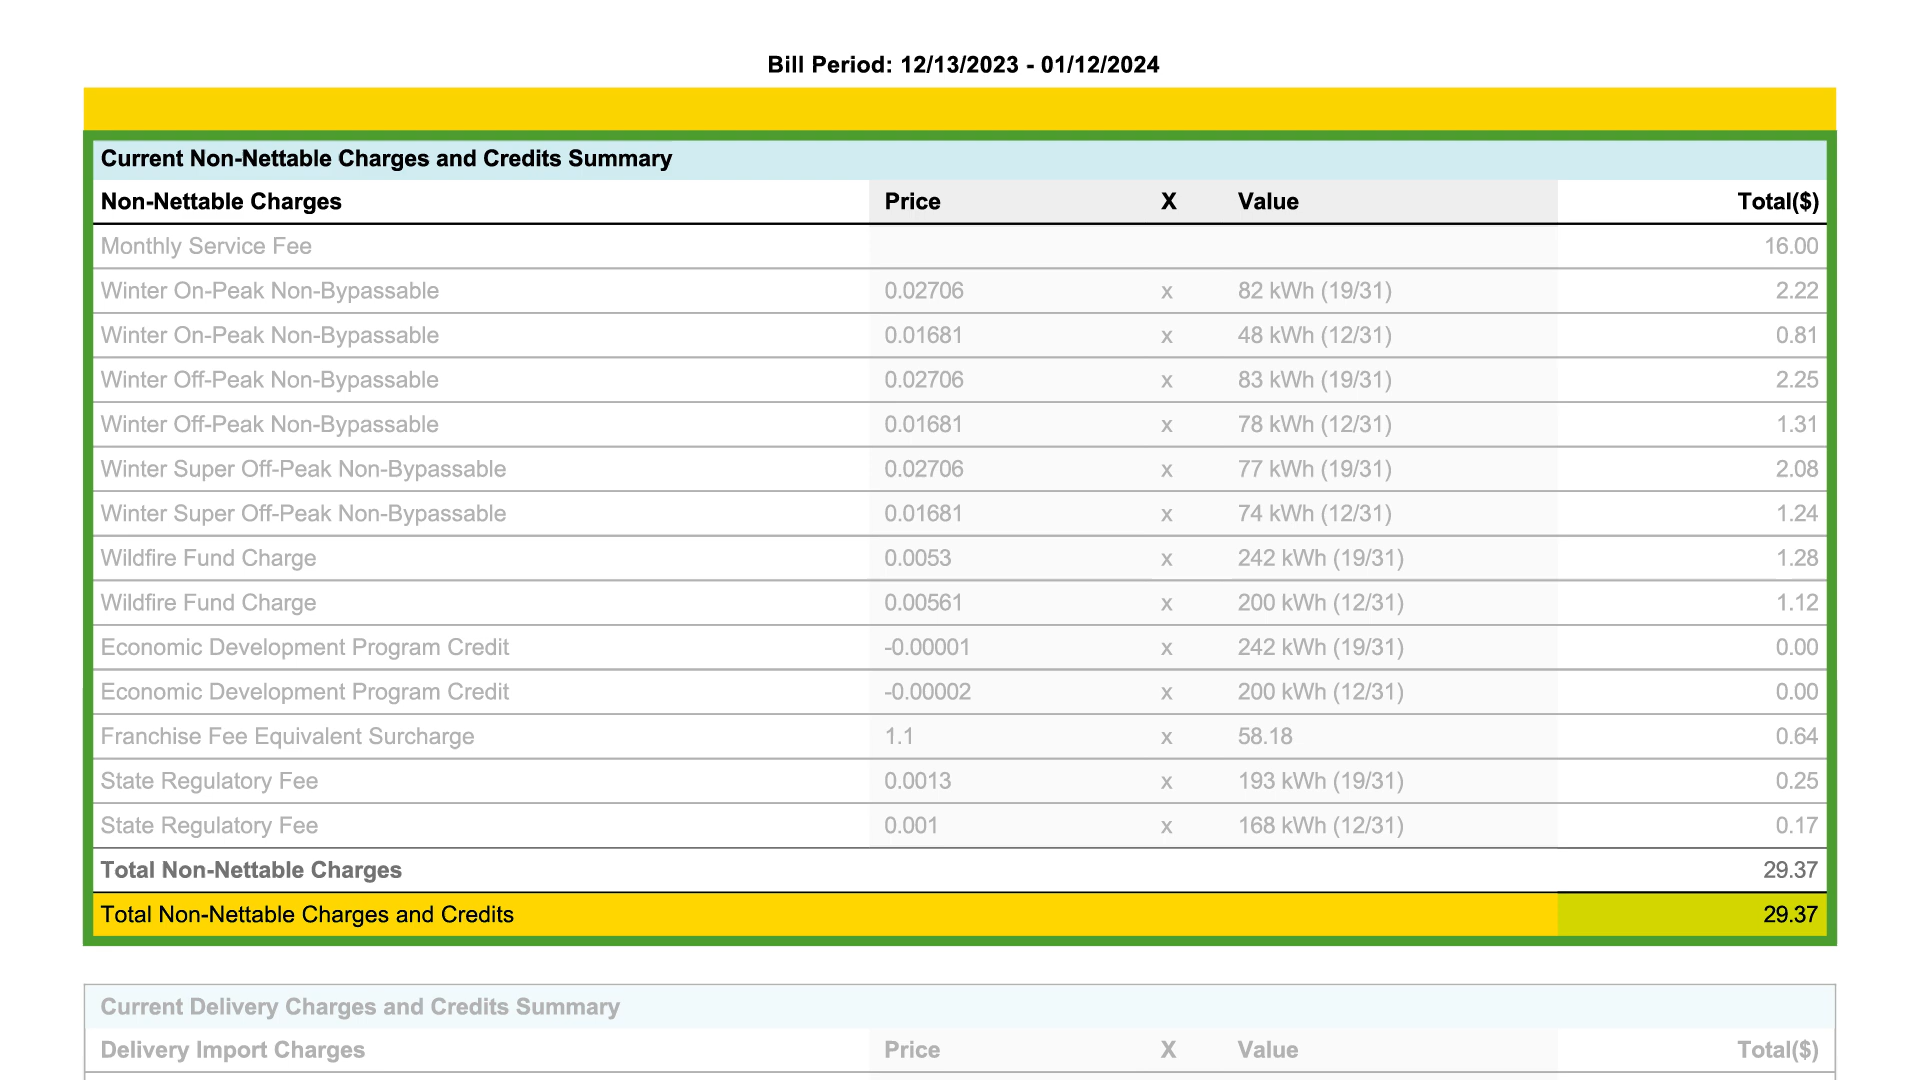 Bill Period: 12/13/2023 - 01/12/2024
Current Non-Nettable Charges and Credits Summary
Non-Nettable Charges Price X Value Total($)
Monthly Service Fee 16.00
Winter On-Peak Non-Bypassable 0.02706 x 82 kWh (19/31) 2.22
Winter On-Peak Non-Bypassable 0.01681 x 48 kWh (12/31) 0.81
Winter Off-Peak Non-Bypassable 0.02706 x 83 kWh (19/31) 2.25
Winter Off-Peak Non-Bypassable 0.01681 x 78 kWh (12/31) 1.31
Winter Super Off-Peak Non-Bypassable 0.02706 x 77 kWh (19/31) 2.08
Winter Super Off-Peak Non-Bypassable 0.01681 x 74 kWh (12/31) 1.24
Wildfire Fund Charge 0.0053 x 242 kWh (19/31) 1.28
Wildfire Fund Charge 0.00561 x 200 kWh (12/31) 1.12
Economic Development Program Credit -0.00001 x 242 kWh (19/31) 0.00
Economic Development Program Credit -0.00002 x 200 kWh (12/31) 0.00
Franchise Fee Equivalent Surcharge 1.1 x 58.18 0.64
State Regulatory Fee 0.0013 x 193 kWh (19/31) 0.25
State Regulatory Fee 0.001 x 168 kWh (12/31) 0.17
Total Non-Nettable Charges 29.37
Total Non-Nettable Charges and Credits 29.37
Current Delivery Charges and Credits Summary
Delivery Import Charges Price X Value Total($)